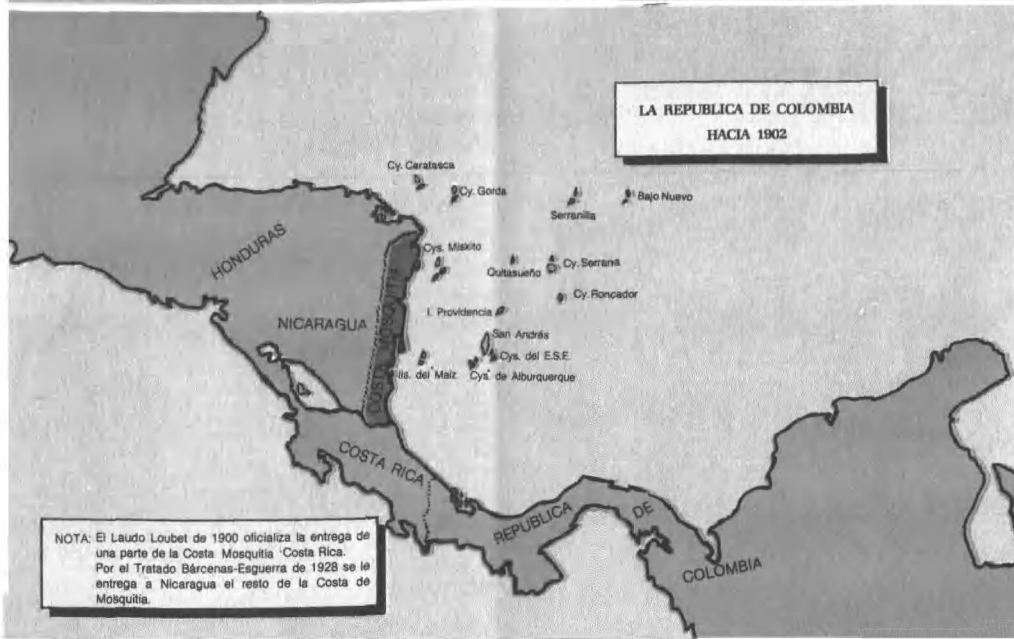 LA REPUBLICA DE COLOMBIA
HACIA 1902
Cy. Caratasca
Cy. Gorda
Serranilla
Bajo Nuevo
HONDURAS
Cys. Miskito
Quitasueño
Cy. Serrana
Cy. Roncador
I. Providencia
NICARAGUA
COSTA MOSQUITIA
San Andrés
Cys. del E.S.E.
Iis. del Maíz
Cys. de Alburquerque
COSTA RICA
REPUBLICA DE
COLOMBIA
NOTA: El Laudo Loubet de 1900 oficializa la entrega de
una parte de la Costa Mosquitia Costa Rica.
Por el Tratado Bárcenas-Esguerra de 1928 se le
entrega a Nicaragua el resto de la Costa de
Mosquitia.